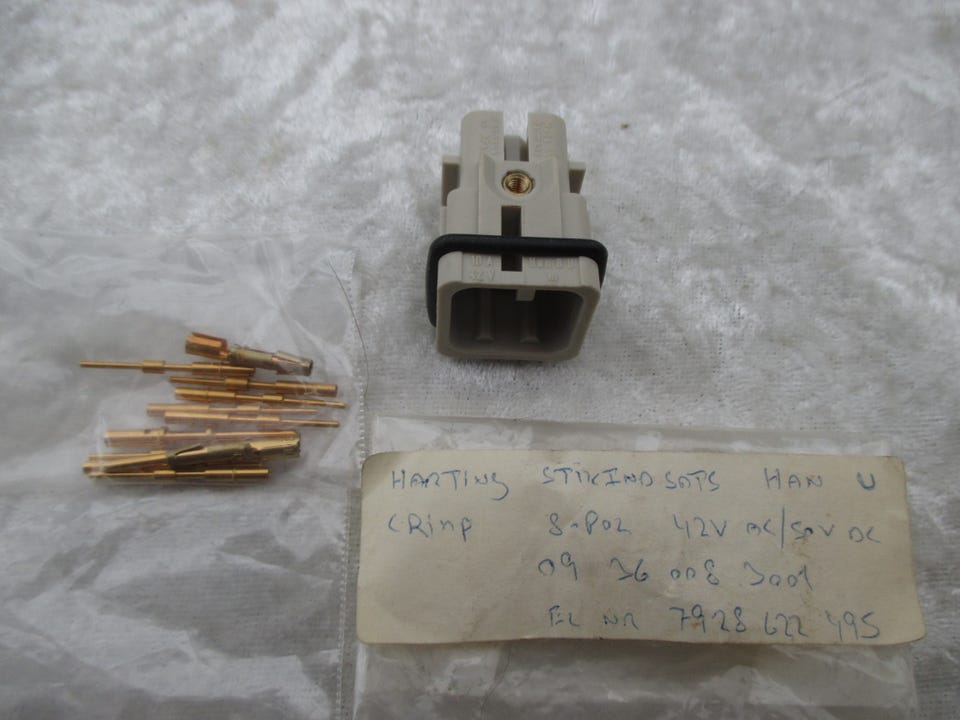 HARTING STIKINDSATS HAN U
CRimP 8-POL 42V AC/50V DC
09 36 008 3001
EL NR 7928 622 495
10A